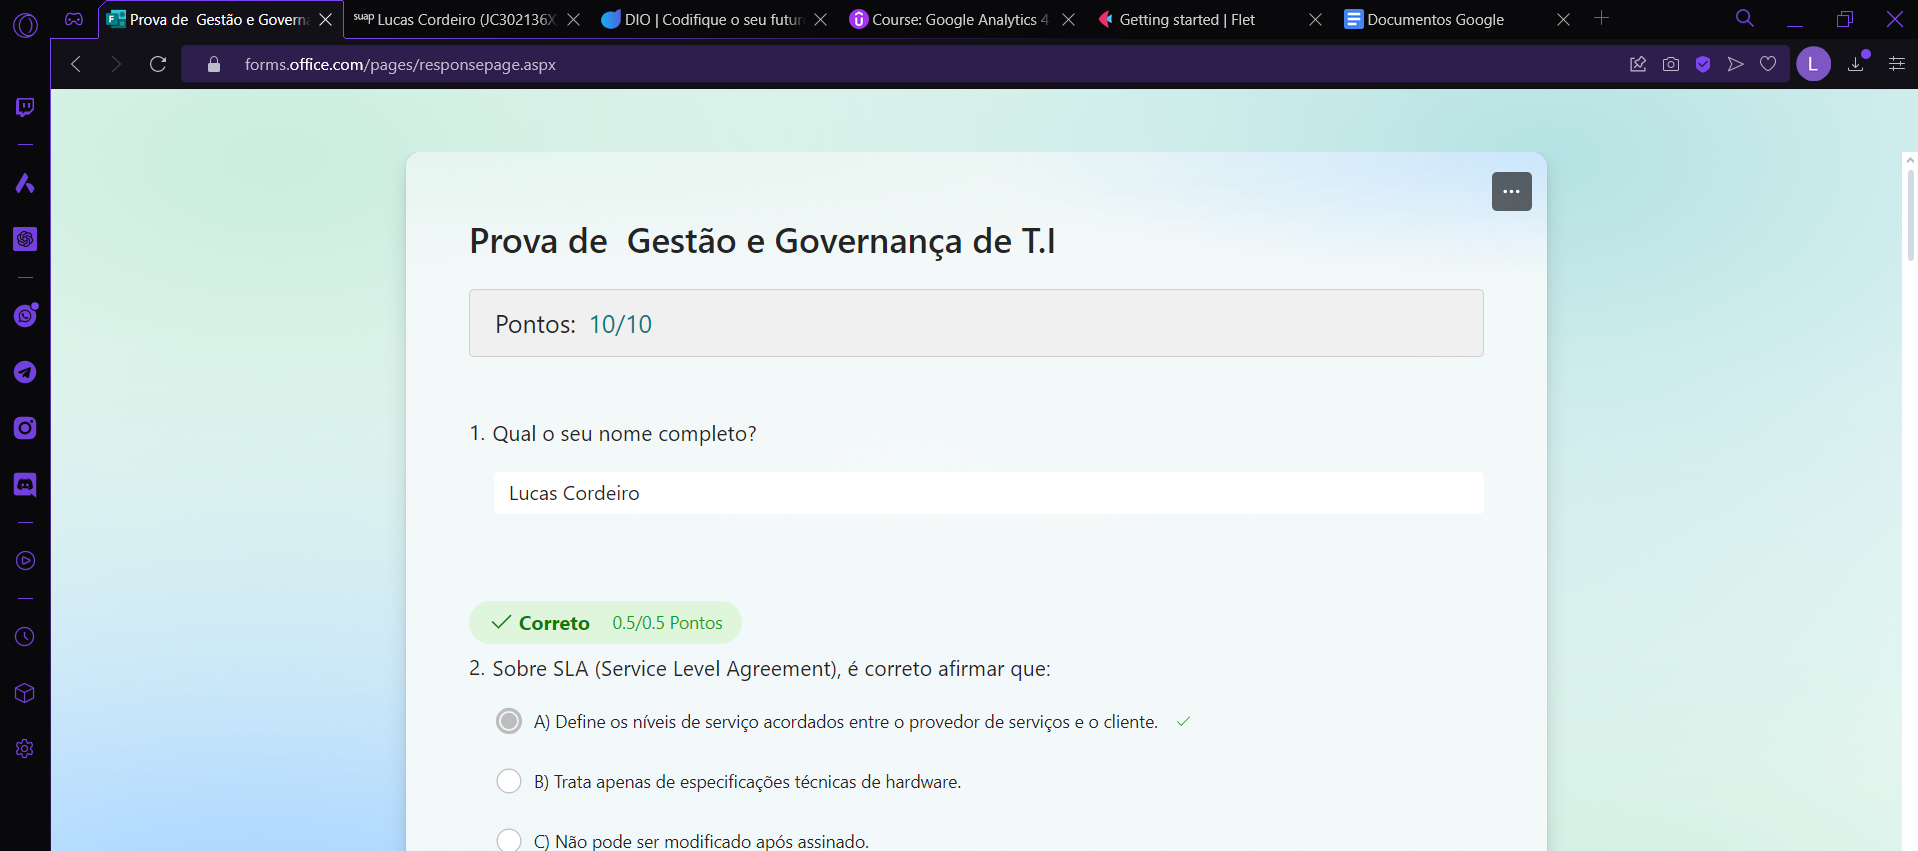 Prova de  Gestão e Govern
suap Lucas Cordeiro (JC302136X
DIO | Codifique o seu futur
Course: Google Analytics 4
Getting started | Flet
Documentos Google
forms.office.com/pages/responsepage.aspx
L
Prova de  Gestão e Governança de T.I
Pontos: 10/10
1. Qual o seu nome completo?
Lucas Cordeiro
Correto 0.5/0.5 Pontos
2. Sobre SLA (Service Level Agreement), é correto afirmar que:
A) Define os níveis de serviço acordados entre o provedor de serviços e o cliente.
B) Trata apenas de especificações técnicas de hardware.
C) Não pode ser modificado após assinado.